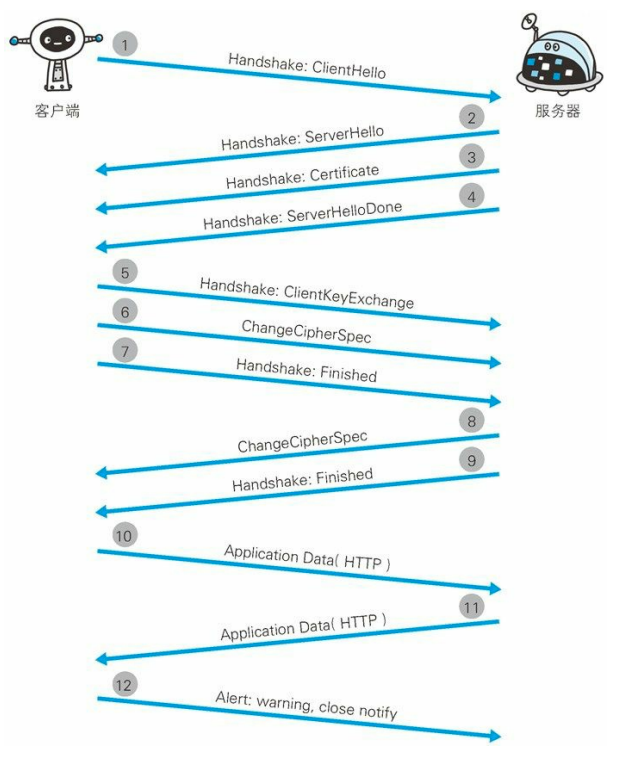 客户端
服务器
1
Handshake: ClientHello
2
Handshake: ServerHello
3
Handshake: Certificate
4
Handshake: ServerHelloDone
5
Handshake: ClientKeyExchange
6
ChangeCipherSpec
7
Handshake: Finished
8
ChangeCipherSpec
9
Handshake: Finished
10
Application Data( HTTP )
11
Application Data( HTTP )
12
Alert: warning, close notify